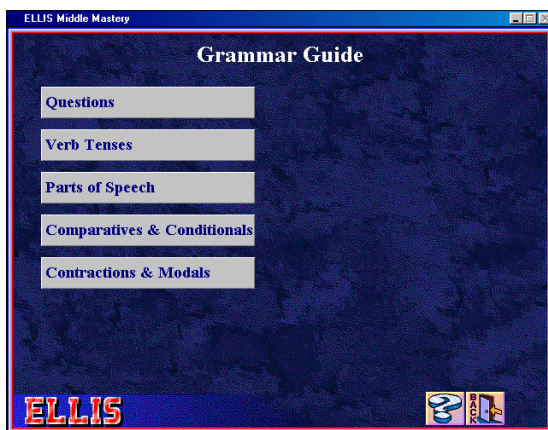 ELLIS Middle Mastery
Grammar Guide
Questions
Verb Tenses
Parts of Speech
Comparatives & Conditionals
Contractions & Modals
ELLIS
?
BACK